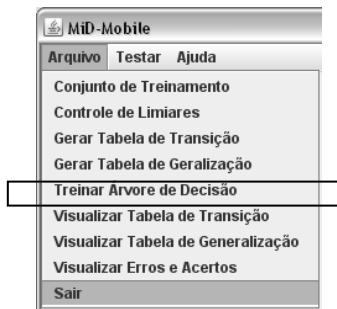 MiD-Mobile
Arquivo Testar Ajuda
Conjunto de Treinamento
Controle de Limiares
Gerar Tabela de Transição
Gerar Tabela de Geralização
Treinar Árvore de Decisão
Visualizar Tabela de Transição
Visualizar Tabela de Generalização
Visualizar Erros e Acertos
Sair